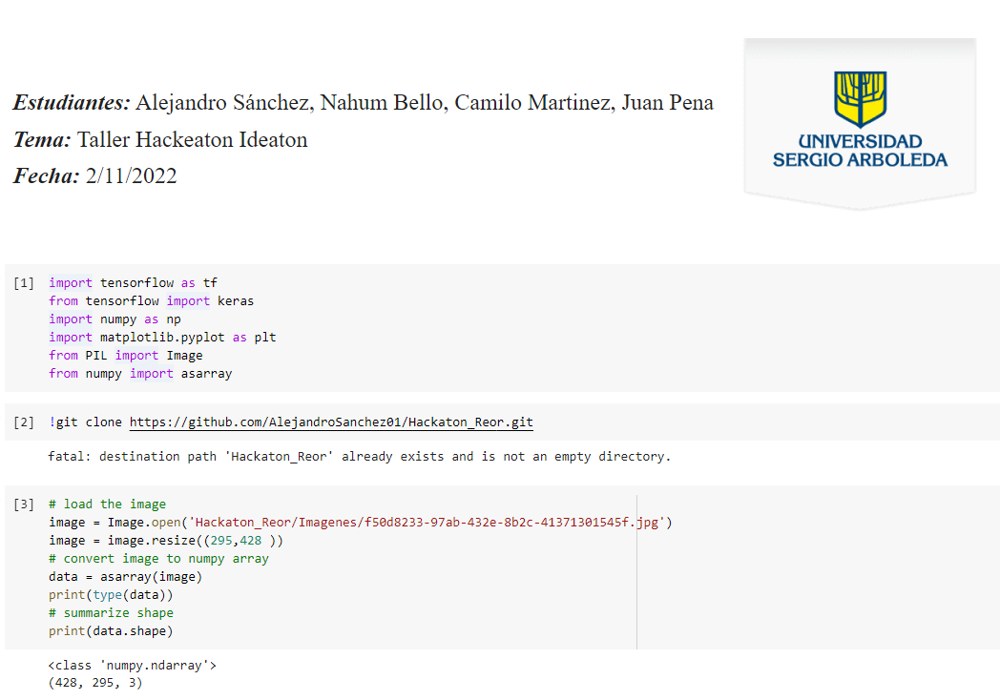 Estudiantes: Alejandro Sánchez, Nahum Bello, Camilo Martinez, Juan Pena
Tema: Taller Hackeaton Ideaton
Fecha: 2/11/2022
UNIVERSIDAD
SERGIO ARBOLEDA
[1] import tensorflow as tf
from tensorflow import keras
import numpy as np
import matplotlib.pyplot as plt
from PIL import Image
from numpy import asarray
[2] !git clone https://github.com/AlejandroSanchez01/Hackaton_Reor.git
fatal: destination path 'Hackaton_Reor' already exists and is not an empty directory.
[3] # load the image
image = Image.open('Hackaton_Reor/Imagenes/f50d8233-97ab-432e-8b2c-41371301545f.jpg')
image = image.resize((295,428 ))
# convert image to numpy array
data = asarray(image)
print(type(data))
# summarize shape
print(data.shape)
<class 'numpy.ndarray'>
(428, 295, 3)